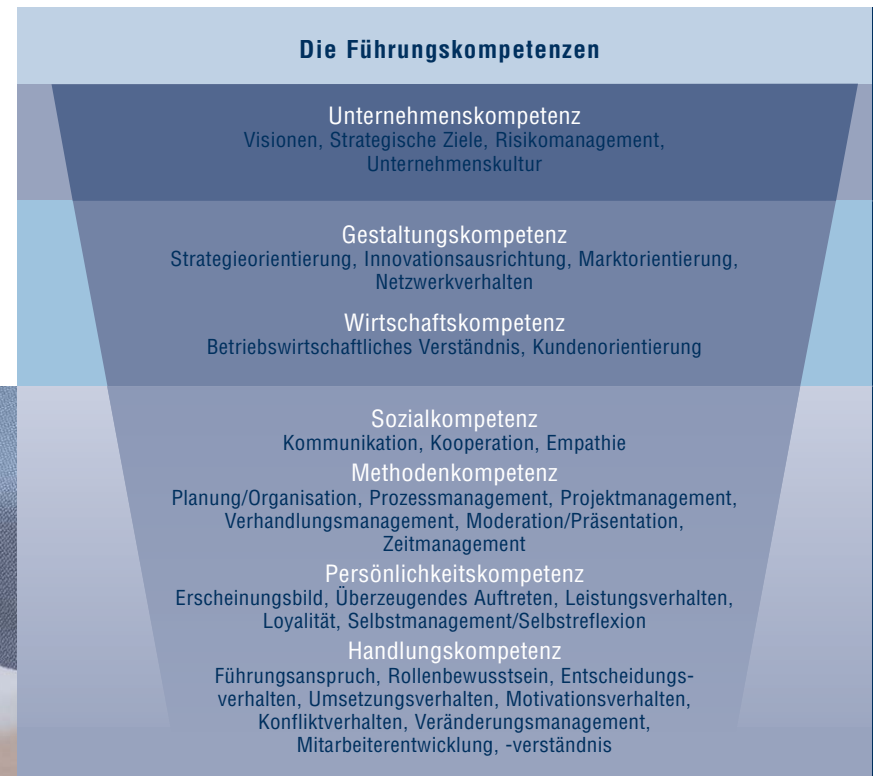 Die Führungskompetenzen
Unternehmenskompetenz
Visionen, Strategische Ziele, Risikomanagement,
Unternehmenskultur
Gestaltungskompetenz
Strategieorientierung, Innovationsausrichtung, Marktorientierung,
Netzwerkverhalten
Wirtschaftskompetenz
Betriebswirtschaftliches Verständnis, Kundenorientierung
Sozialkompetenz
Kommunikation, Kooperation, Empathie
Methodenkompetenz
Planung/Organisation, Prozessmanagement, Projektmanagement,
Verhandlungsmanagement, Moderation/Präsentation,
Zeitmanagement
Persönlichkeitskompetenz
Erscheinungsbild, Überzeugendes Auftreten, Leistungsverhalten,
Loyalität, Selbstmanagement/Selbstreflexion
Handlungskompetenz
Führungsanspruch, Rollenbewusstsein, Entscheidungs-
verhalten, Umsetzungsverhalten, Motivationsverhalten,
Konfliktverhalten, Veränderungsmanagement,
Mitarbeiterentwicklung, -verständnis